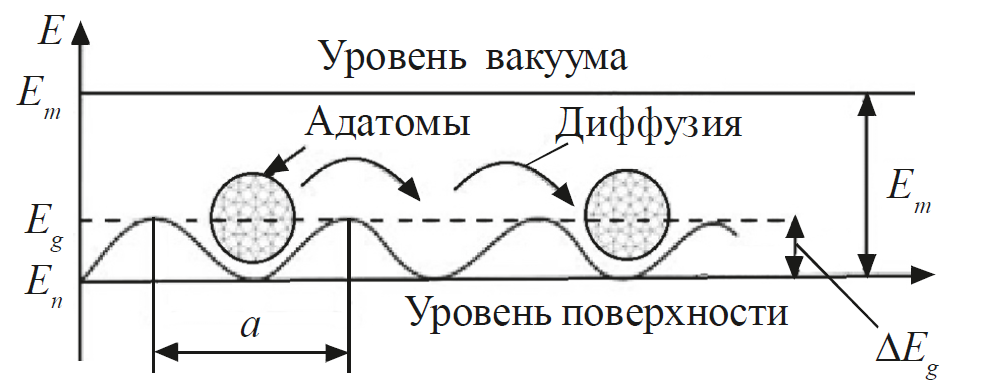 E
Уровень вакуума
E_m
Адатомы
Диффузия
E_m
E_g
E_n
Уровень поверхности
a
ΔE_g